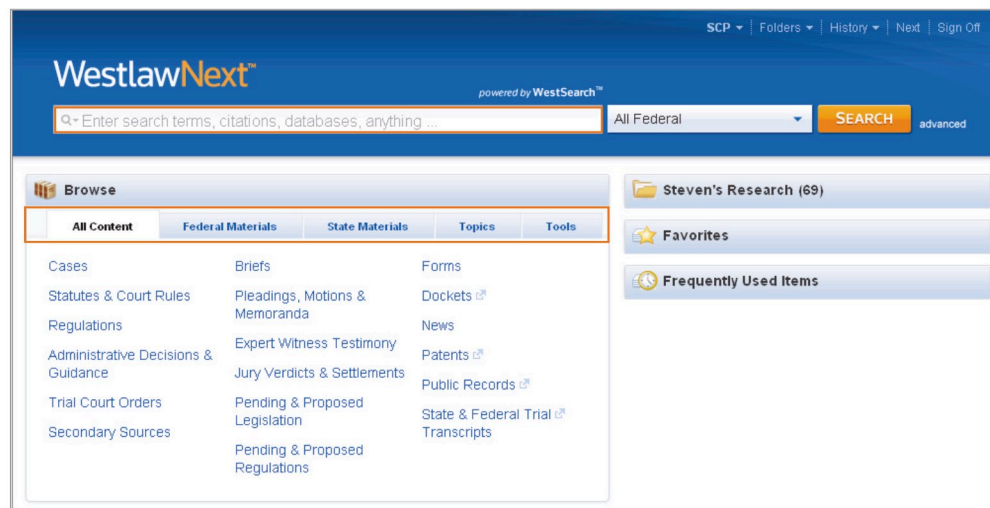 SCP Folders History Next Sign Off
WestlawNext™
powered by WestSearch™
Enter search terms, citations, databases, anything ...
All Federal
SEARCH
advanced
Browse
All Content Federal Materials State Materials Topics Tools
Cases
Statutes & Court Rules
Regulations
Administrative Decisions &
Guidance
Trial Court Orders
Secondary Sources
Briefs
Pleadings, Motions &
Memoranda
Expert Witness Testimony
Jury Verdicts & Settlements
Pending & Proposed
Legislation
Pending & Proposed
Regulations
Forms
Dockets
News
Patents
Public Records
State & Federal Trial
Transcripts
Steven's Research (69)
Favorites
Frequently Used Items